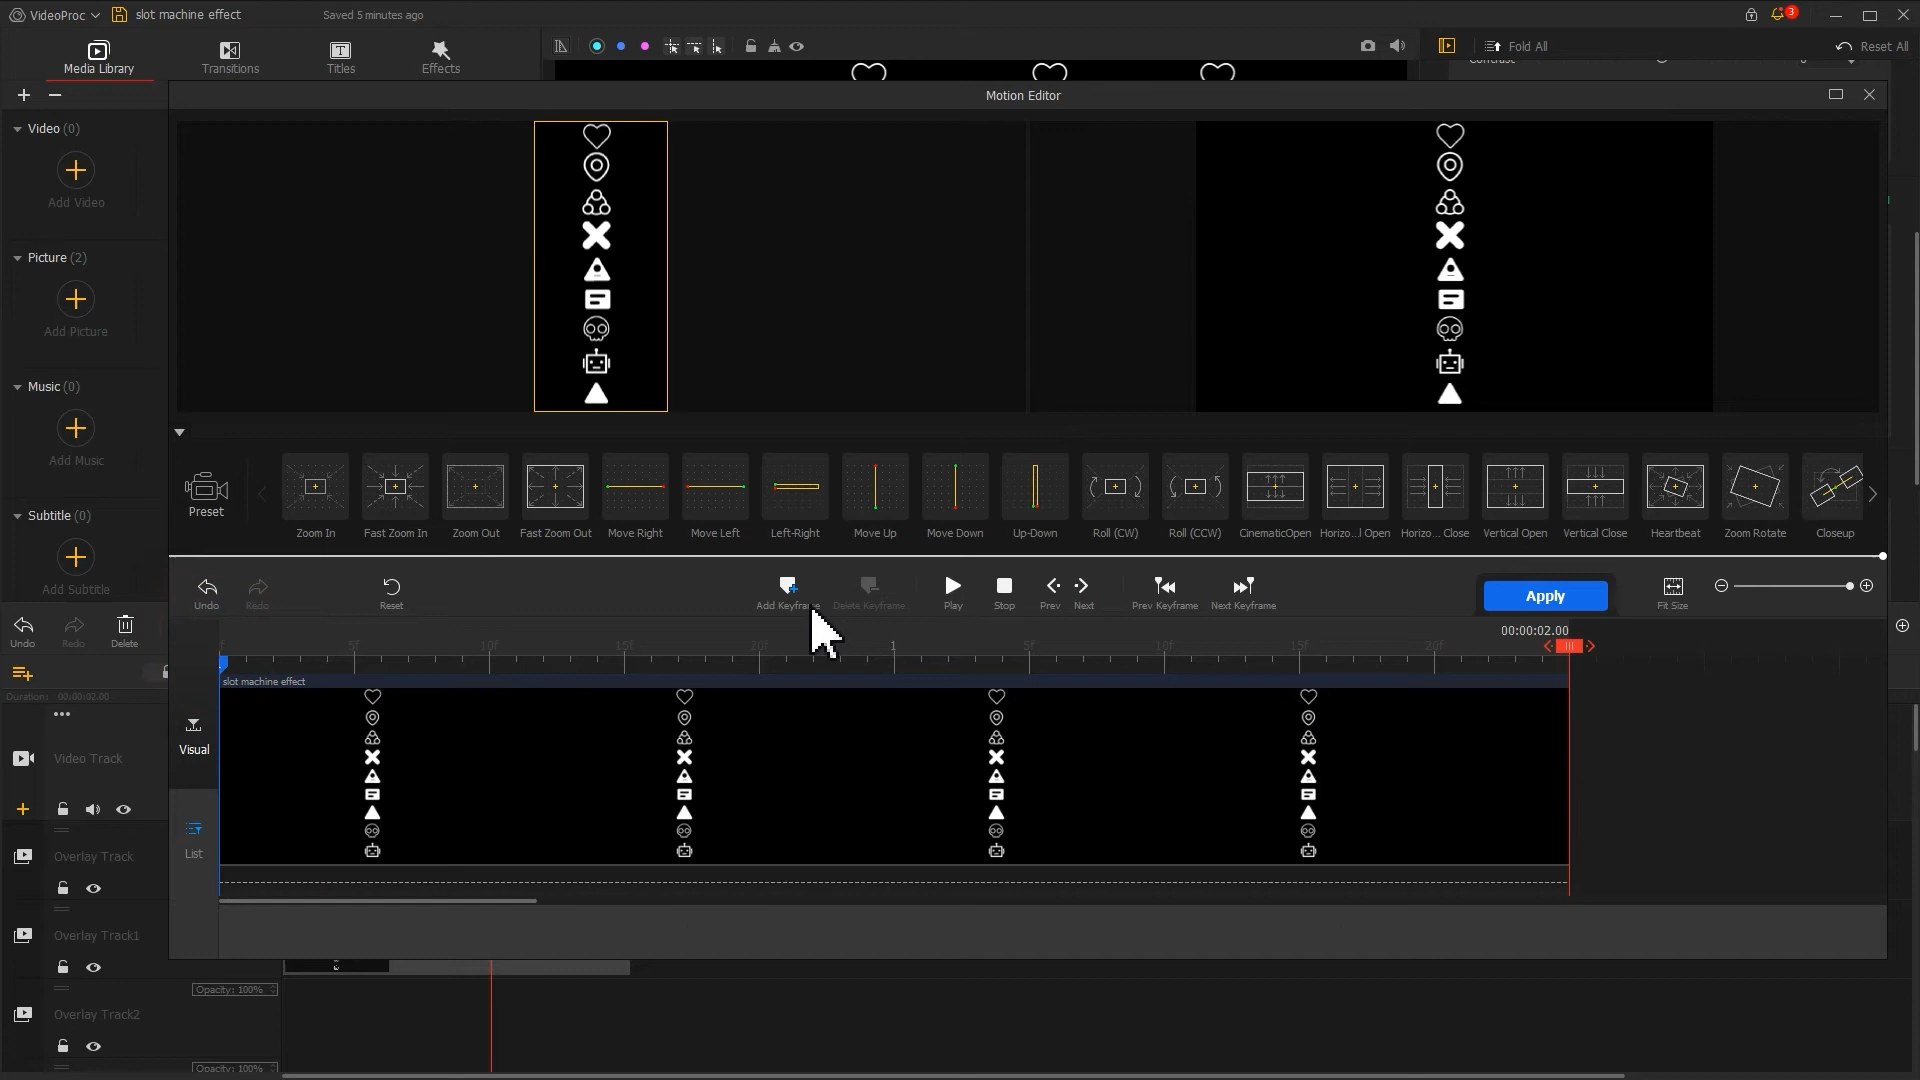 VideoProc
slot machine effect
Saved 5 minutes ago
3
Media Library
Transitions
Titles
Effects
Fold All
Reset All
Motion Editor
Video (0)
Add Video
Picture (2)
Add Picture
Music (0)
Add Music
Subtitle (0)
Add Subtitle
Preset
Zoom In
Fast Zoom In
Zoom Out
Fast Zoom Out
Move Right
Move Left
Left-Right
Move Up
Move Down
Up-Down
Roll (CW)
Roll (CCW)
CinematicOpen
Horizo...l Open
Horizo... Close
Vertical Open
Vertical Close
Heartbeat
Zoom Rotate
Closeup
Undo
Redo
Reset
Add Keyframe
Delete Keyframe
Play
Stop
Prev
Next
Prev Keyframe
Next Keyframe
Apply
Fit Size
Undo
Redo
Delete
00:00:02.00
5f
10f
15f
20f
1
5f
10f
15f
20f
slot machine effect
Duration: 00:00:02.00
Visual
List
Video Track
Overlay Track
Overlay Track1
Opacity: 100%
Overlay Track2
Opacity: 100%